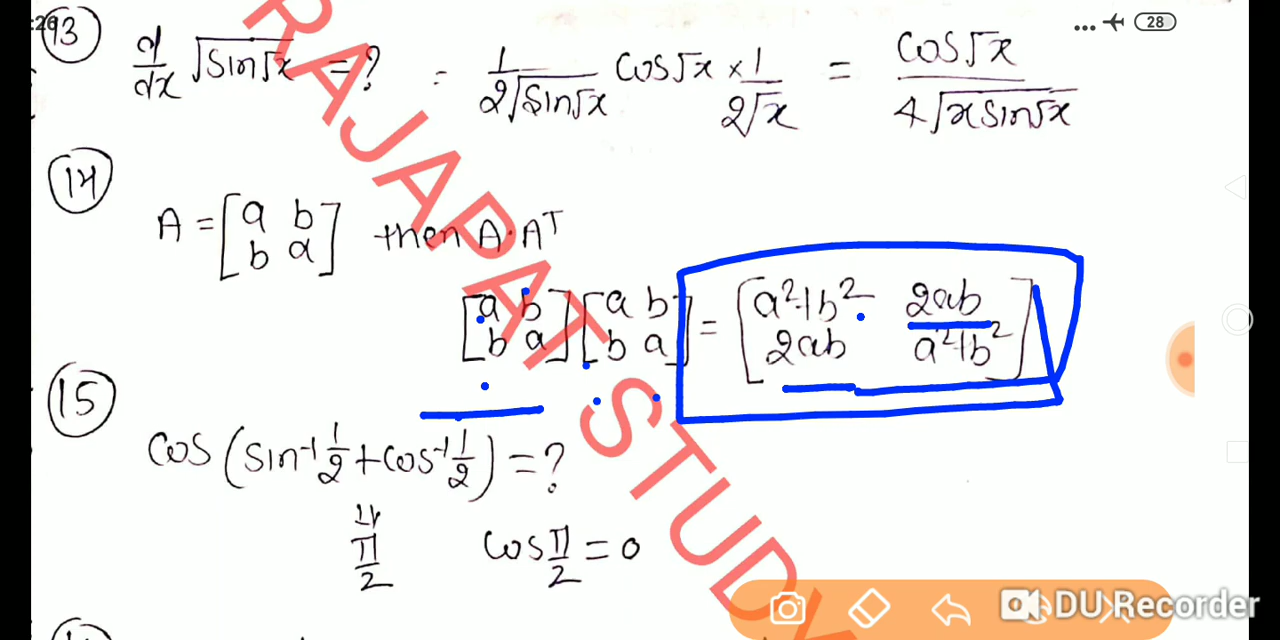 :26
28
13 d/dx √sin√x = ? = 1/2√sin√x cos√x × 1/2√x = cos√x/4√x sin√x
14
A = [a b b a] then A·Aᵀ
[a b b a] [a b b a] = [a²+b² 2ab 2ab a²+b²]
15
cos (sin⁻¹ 1/2 + cos⁻¹ 1/2) = ?
π/2 cos π/2 = 0
RAJAPAT STUD
DU Recorder